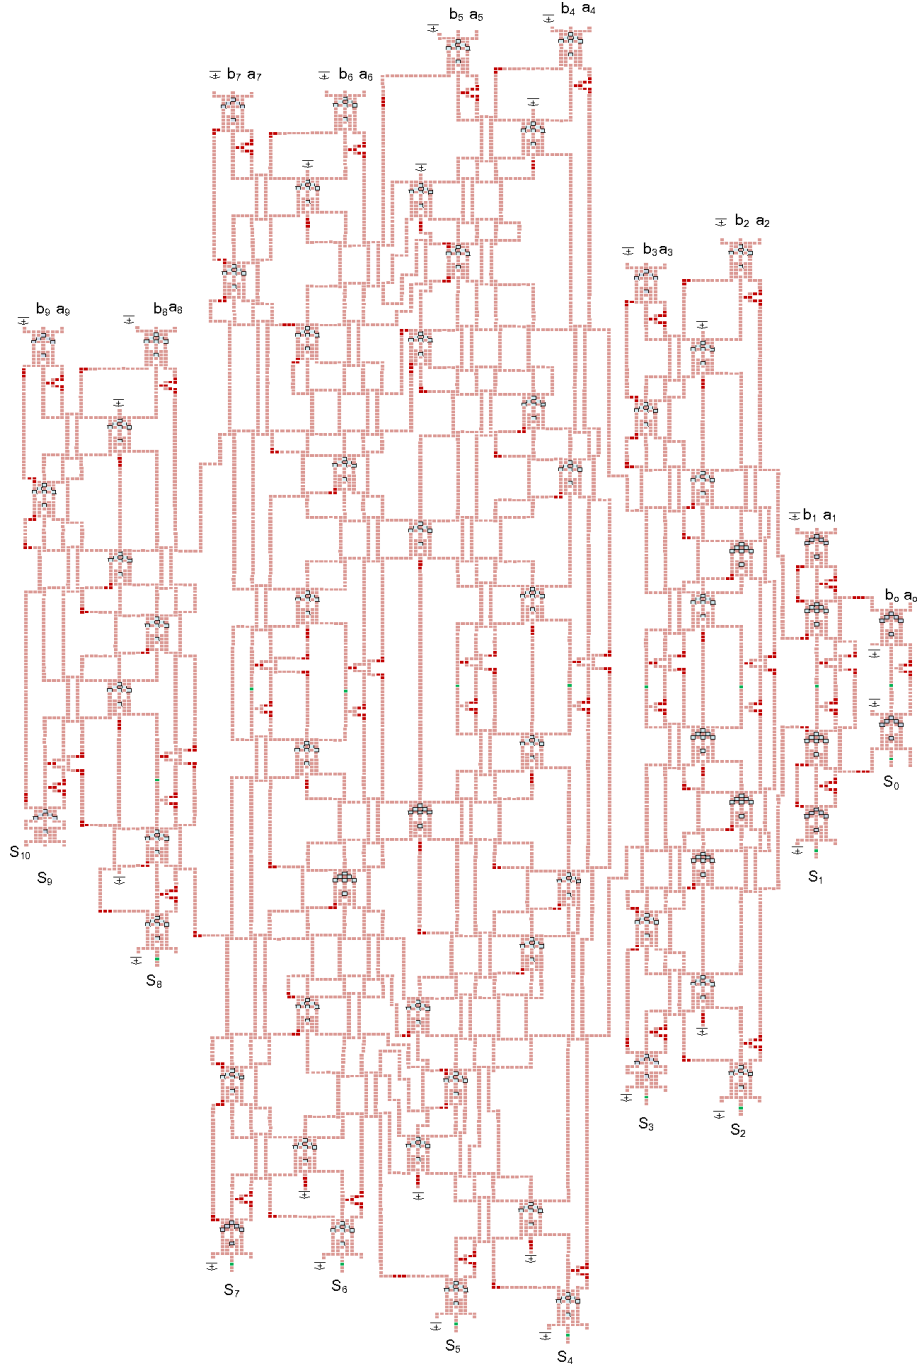 b₅ a₅
b₄ a₄
b₇ a₇
b₆ a₆
b₂ a₂
b₃ a₃
b₉ a₉
b₈ a₈
b₁ a₁
b₀ a₀
S₀
S₁₀
S₉
S₁
S₈
S₃
S₂
S₇
S₆
S₅
S₄